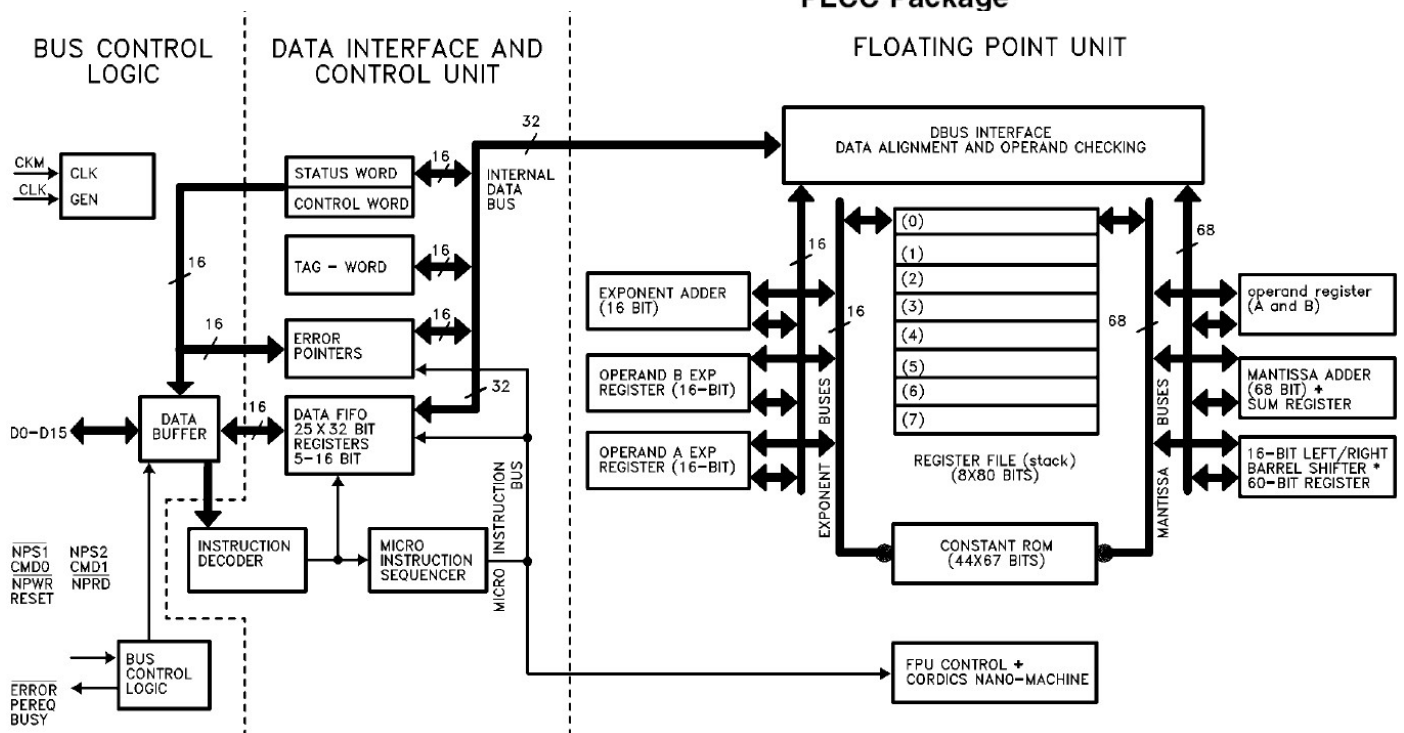 PLCC Package
BUS CONTROL
LOGIC
DATA INTERFACE AND
CONTROL UNIT
FLOATING POINT UNIT
CKM
CLK
CLK
GEN
STATUS WORD
CONTROL WORD
16
32
INTERNAL
DATA
BUS
DBUS INTERFACE
DATA ALIGNMENT AND OPERAND CHECKING
TAG - WORD
16
16
16
ERROR
POINTERS
16
32
D0-D15
DATA
BUFFER
16
DATA FIFO
25 X 32 BIT
REGISTERS
5-16 BIT
INSTRUCTION
DECODER
MICRO
INSTRUCTION
SEQUENCER
MICRO INSTRUCTION
BUS
NPS1 NPS2
CMD0 CMD1
NPWR NPRD
RESET
BUS
CONTROL
LOGIC
ERROR
PEREQ
BUSY
16
EXPONENT ADDER
(16 BIT)
16
OPERAND B EXP
REGISTER (16-BIT)
OPERAND A EXP
REGISTER (16-BIT)
EXPONENT BUSES
(0)
(1)
(2)
(3)
(4)
(5)
(6)
(7)
REGISTER FILE (stack)
(8X80 BITS)
CONSTANT ROM
(44X67 BITS)
68
68
MANTISSA BUSES
operand register
(A and B)
MANTISSA ADDER
(68 BIT) +
SUM REGISTER
16-BIT LEFT/RIGHT
BARREL SHIFTER *
60-BIT REGISTER
FPU CONTROL +
CORDICS NANO-MACHINE